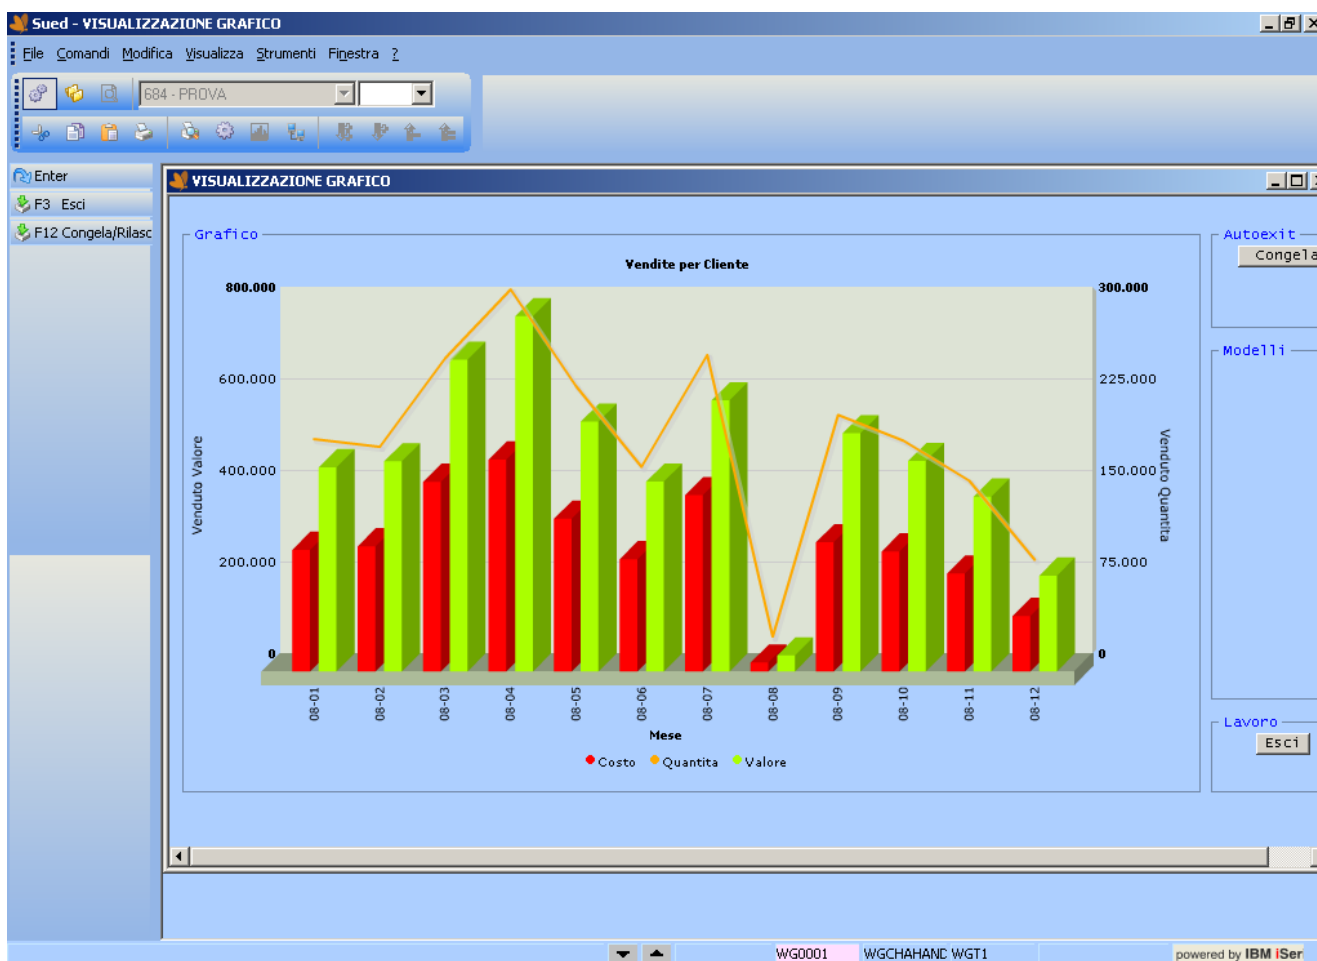 Sued - VISUALIZZAZIONE GRAFICO
File Comandi Modifica Visualizza Strumenti Finestra ?
684 - PROVA
Enter
F3 Esci
F12 Congela/Rilasc
VISUALIZZAZIONE GRAFICO
Grafico
Autoexit
Congela
Modelli
Lavoro
Esci
Vendite per Cliente
800.000
600.000
400.000
200.000
0
Venduto Valore
300.000
225.000
150.000
75.000
0
Venduto Quantita
08-01 08-02 08-03 08-04 08-05 08-06 08-07 08-08 08-09 08-10 08-11 08-12
Mese
Costo Quantita Valore
WG0001 WGCHAHAND WGT1
powered by IBM iSer